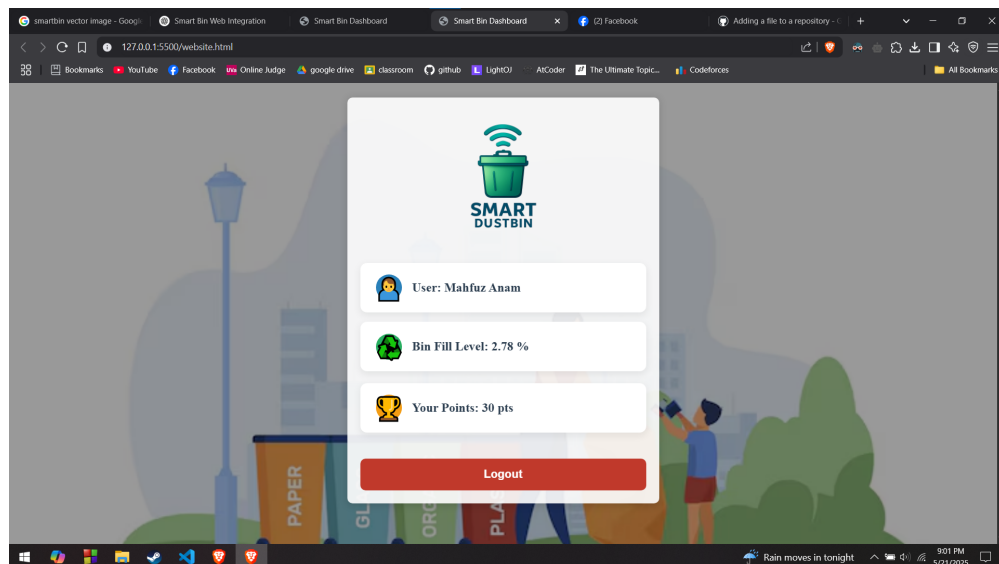 smartbin vector image - Googl
Smart Bin Web Integration
Smart Bin Dashboard
Smart Bin Dashboard
(2) Facebook
Adding a file to a repository - G
127.0.0.1:5500/website.html
Bookmarks YouTube Facebook UVa Online Judge google drive classroom github L LightOJ AtCoder The Ultimate Topic... Codeforces All Bookmarks
SMART
DUSTBIN
User: Mahfuz Anam
Bin Fill Level: 2.78 %
Your Points: 30 pts
Logout
PAPER
GL
ORG
PLAS
Rain moves in tonight
9:01 PM
5/21/2025